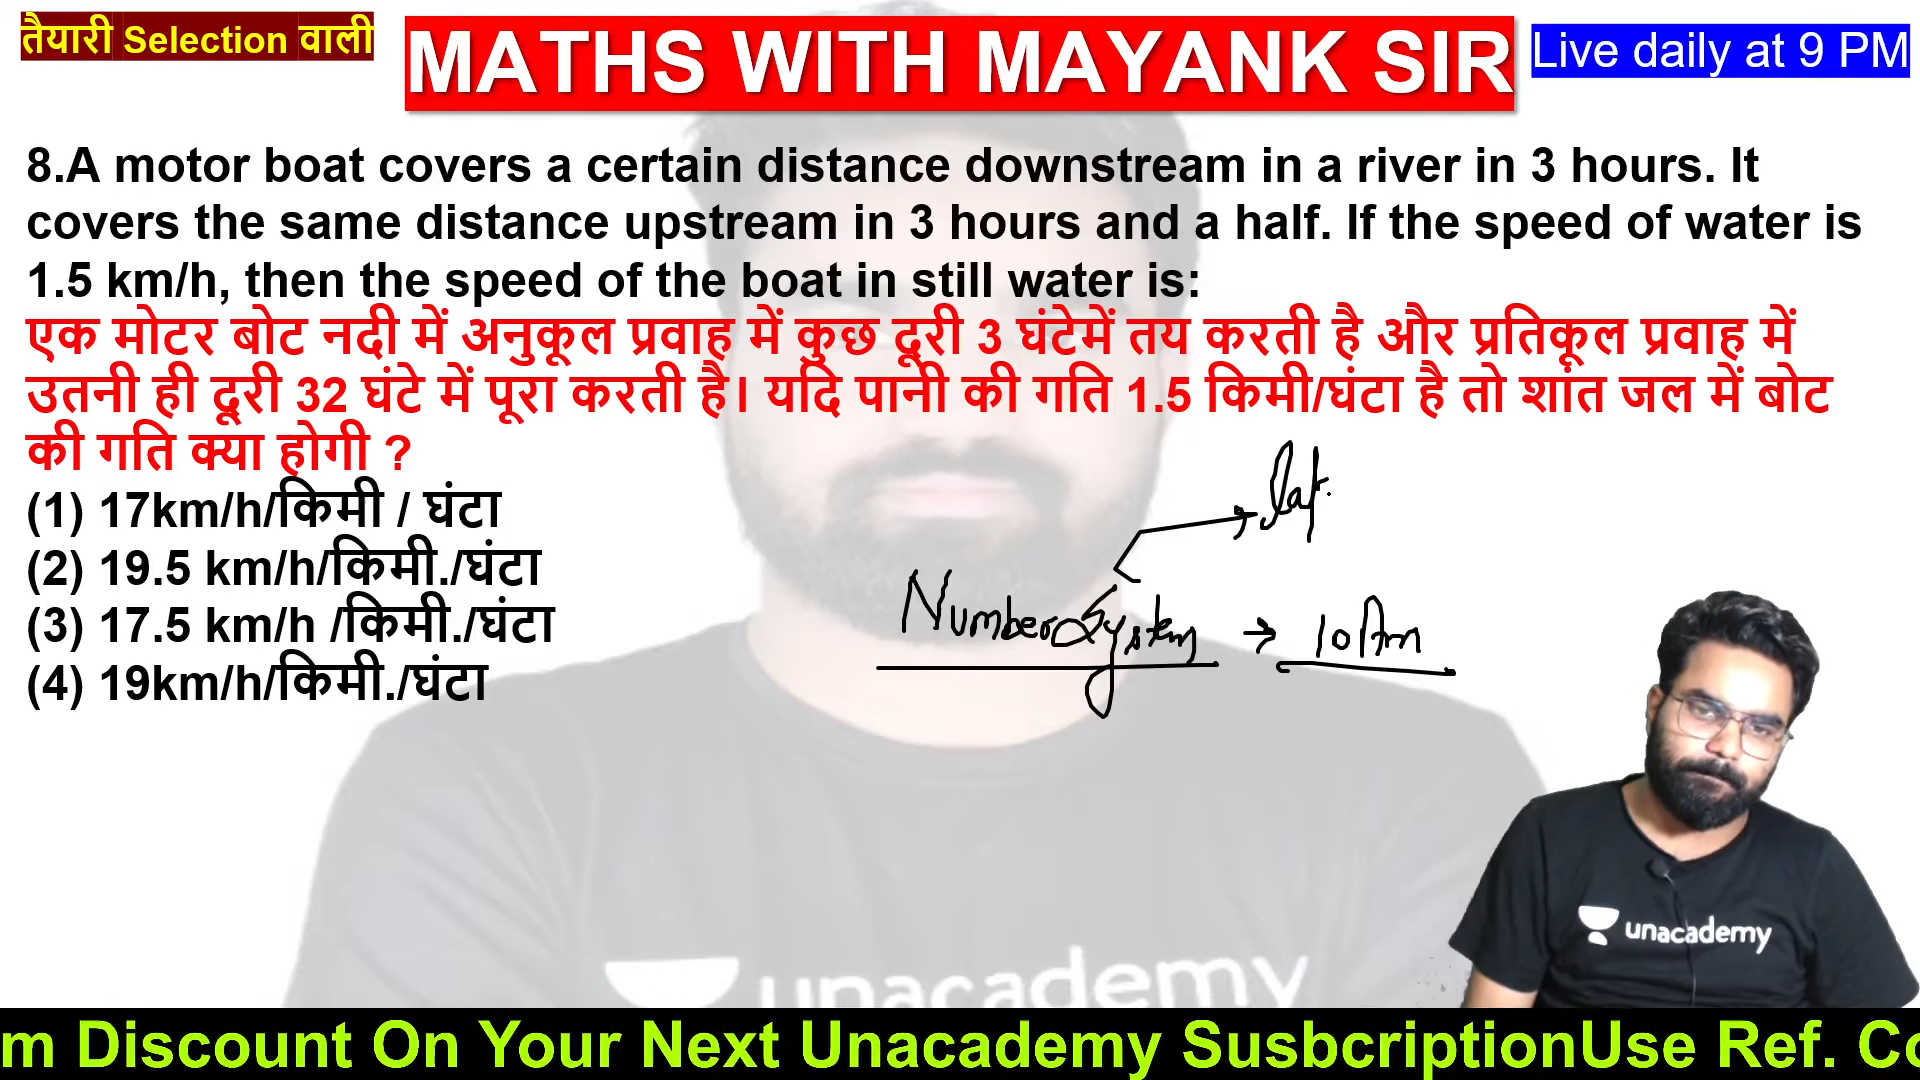 तैयारी Selection वाली
MATHS WITH MAYANK SIR
Live daily at 9 PM
8.A motor boat covers a certain distance downstream in a river in 3 hours. It
covers the same distance upstream in 3 hours and a half. If the speed of water is
1.5 km/h, then the speed of the boat in still water is:
एक मोटर बोट नदी में अनुकूल प्रवाह में कुछ दूरी 3 घंटेमें तय करती है और प्रतिकूल प्रवाह में
उतनी ही दूरी 32 घंटे में पूरा करती है। यदि पानी की गति 1.5 किमी/घंटा है तो शांत जल में बोट
की गति क्या होगी ?
(1) 17km/h/किमी / घंटा
(2) 19.5 km/h/किमी./घंटा
(3) 17.5 km/h /किमी./घंटा
(4) 19km/h/किमी./घंटा
Number System → 10 Am
unacademy
unacademy
m Discount On Your Next Unacademy SusbcriptionUse Ref. Co